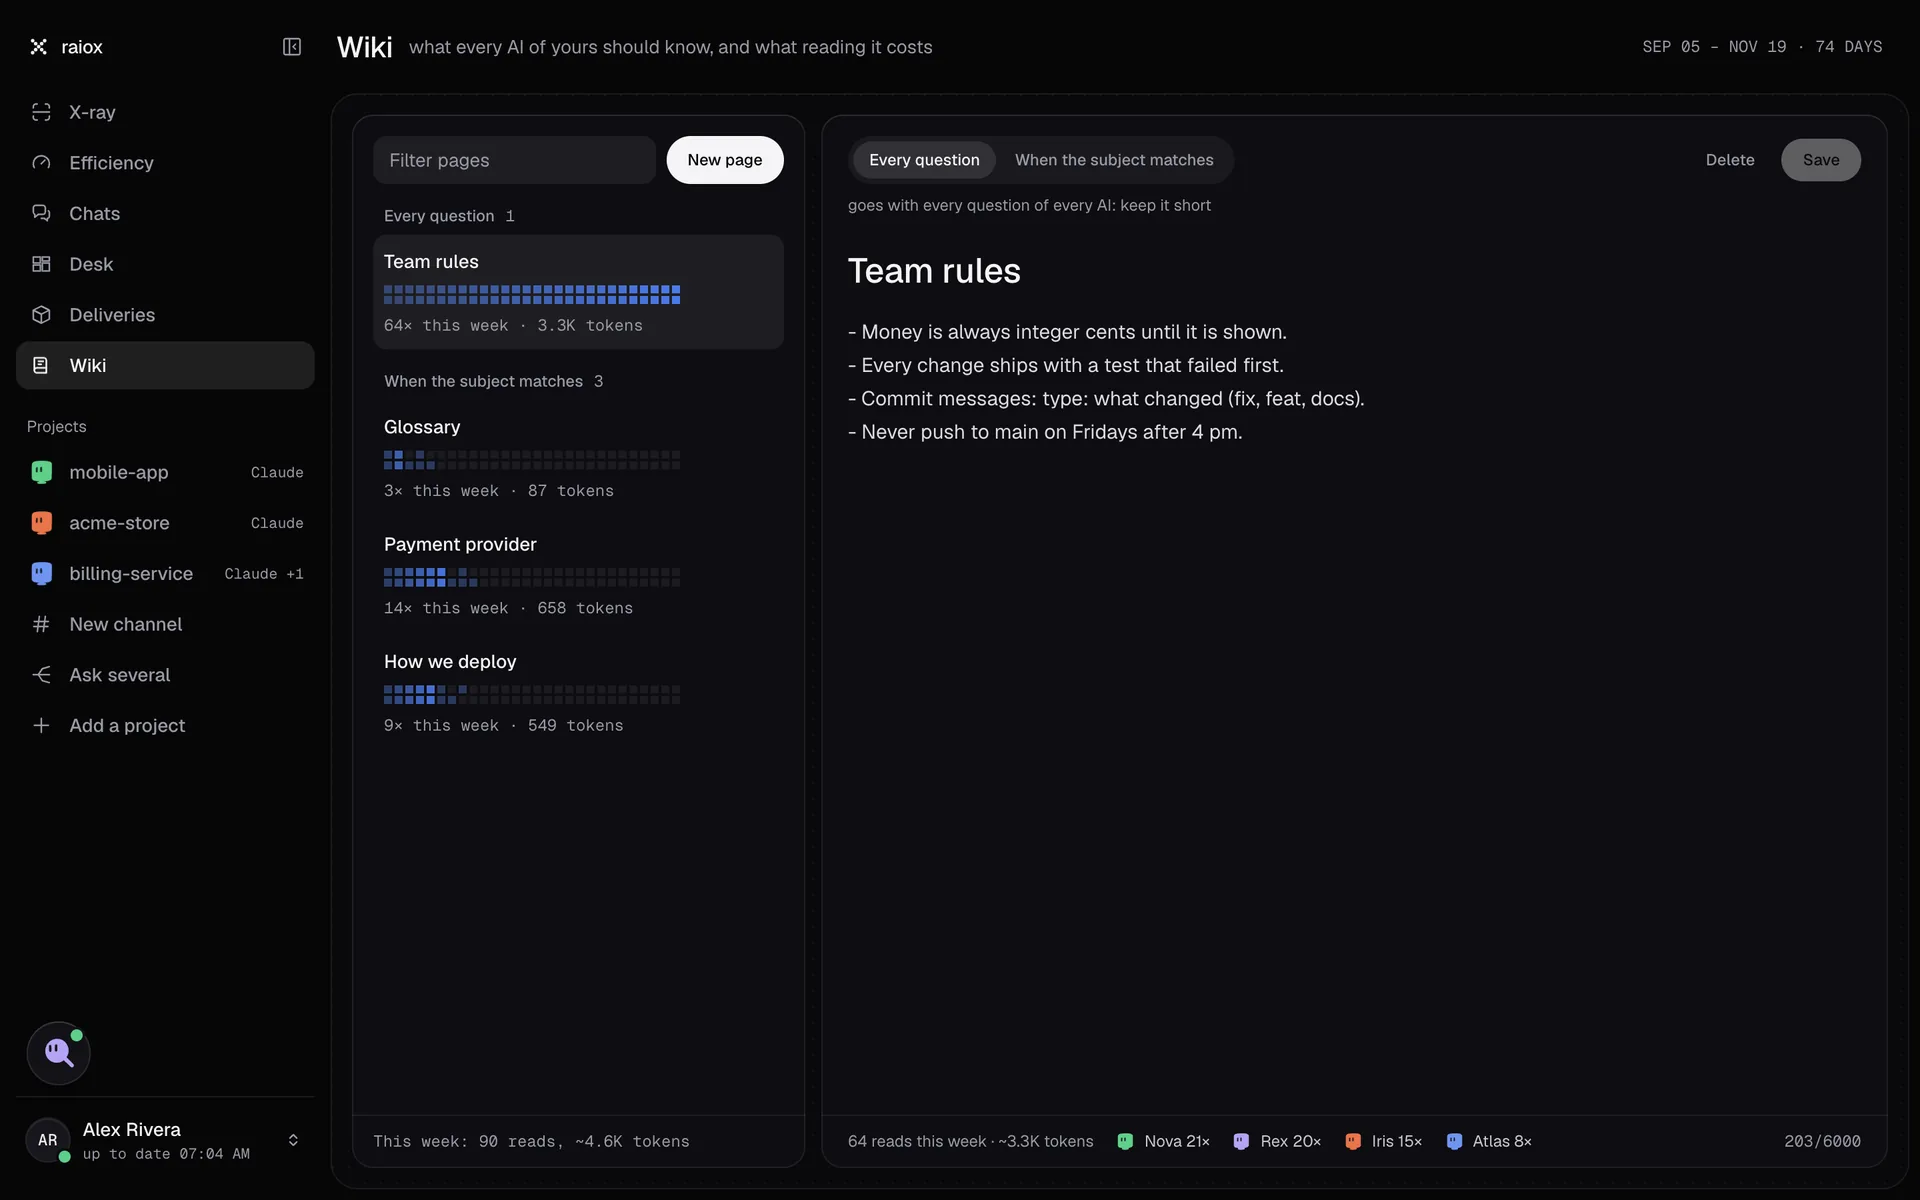 raiox
X-ray
Efficiency
Chats
Desk
Deliveries
Wiki
Projects
mobile-app Claude
acme-store Claude
billing-service Claude +1
New channel
Ask several
Add a project
AR
Alex Rivera
up to date 07:04 AM
Wiki what every AI of yours should know, and what reading it costs
SEP 05 – NOV 19 · 74 DAYS
Filter pages
New page
Every question 1
Team rules
64× this week · 3.3K tokens
When the subject matches 3
Glossary
3× this week · 87 tokens
Payment provider
14× this week · 658 tokens
How we deploy
9× this week · 549 tokens
This week: 90 reads, ~4.6K tokens
Every question When the subject matches
Delete Save
goes with every question of every AI: keep it short
Team rules
- Money is always integer cents until it is shown.
- Every change ships with a test that failed first.
- Commit messages: type: what changed (fix, feat, docs).
- Never push to main on Fridays after 4 pm.
64 reads this week · ~3.3K tokens Nova 21× Rex 20× Iris 15× Atlas 8× 203/6000